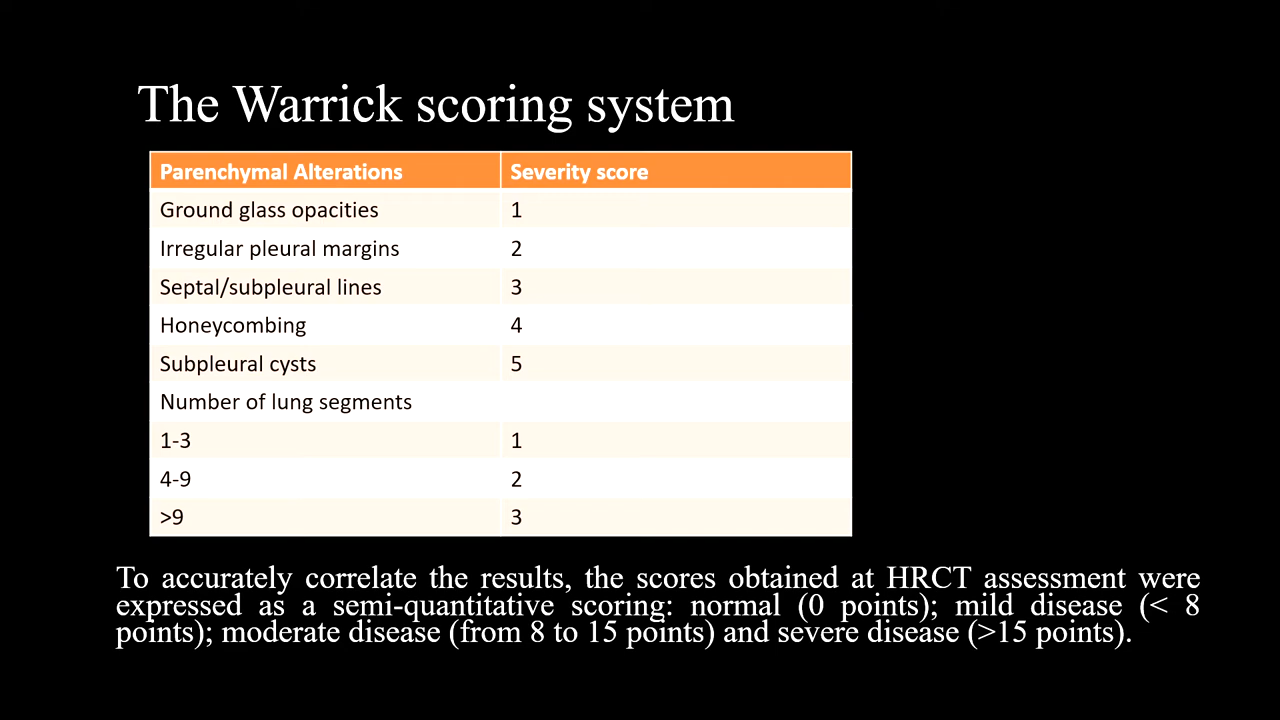 The Warrick scoring system
Parenchymal Alterations Severity score
Ground glass opacities 1
Irregular pleural margins 2
Septal/subpleural lines 3
Honeycombing 4
Subpleural cysts 5
Number of lung segments
1-3 1
4-9 2
>9 3
To accurately correlate the results, the scores obtained at HRCT assessment were
expressed as a semi-quantitative scoring: normal (0 points); mild disease (< 8
points); moderate disease (from 8 to 15 points) and severe disease (>15 points).